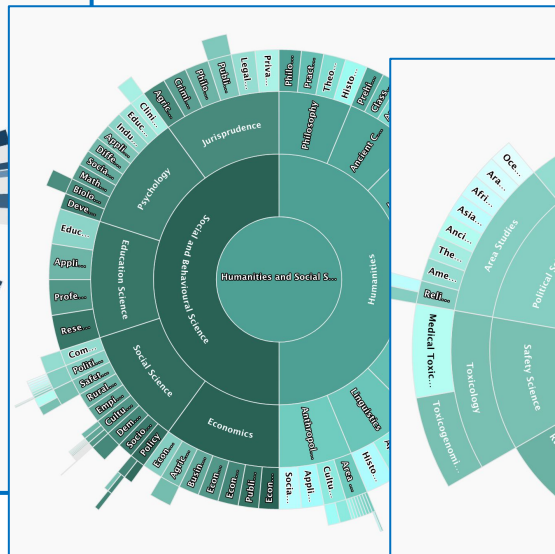 Humanities and Social S...
Social and Behavioural Science
Humanities
Jurisprudence
Psychology
Education Science
Social Science
Economics
Philosophy
Ancient C...
Linguistics
Anthropol...
Priva...
Legal...
Publi...
Philo...
Crimi...
Agric...
Clini...
Educ...
Indu...
Appli...
Diffe...
Socia...
Math...
Biolo...
Deve...
Educ...
Appli...
Profe...
Rese...
Com...
Politi...
Safet...
Rural...
Empl...
Cultu...
Dem...
Socio...
Policy
Econ...
Agric...
Busin...
Econ...
Econ...
Publi...
Econ...
Philo...
Pract...
Theo...
Histo...
Prehi...
Class...
Socia...
Appli...
Cultu...
Area ...
Histo...
Oce...
Ara...
Afri...
Asia...
Anci...
The...
Ame...
Reli...
Area Studies
Political S
Medical Toxic...
Toxicology
Safety Science
Toxicogenomi...